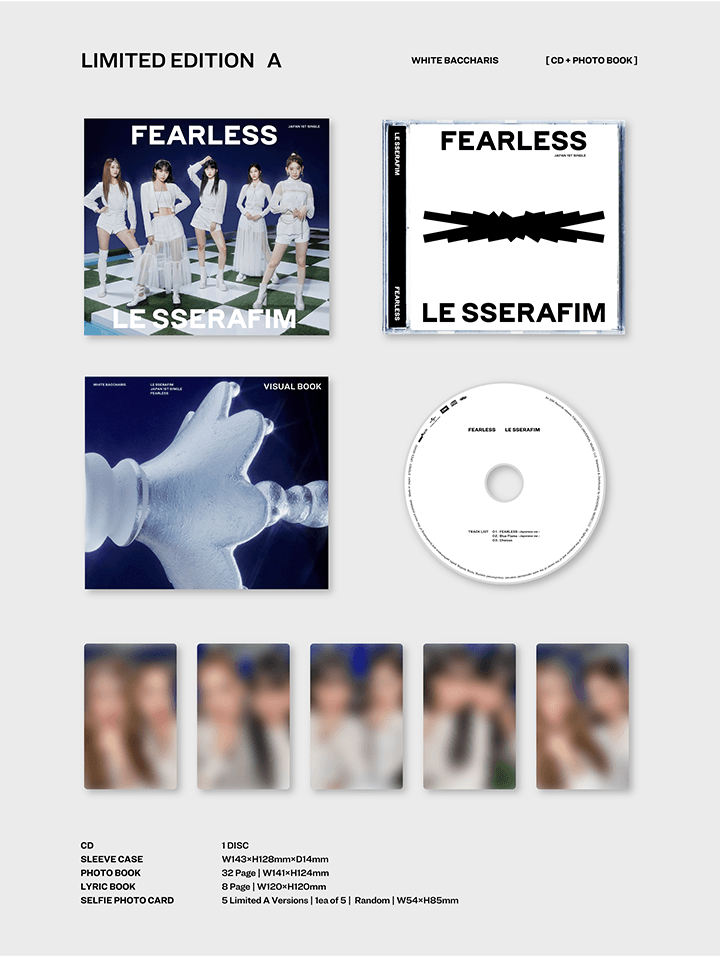 LIMITED EDITION A
WHITE BACCHARIS
[ CD + PHOTO BOOK ]
FEARLESS
JAPAN 1ST SINGLE
LE SSERAFIM
LE SSERAFIM
FEARLESS
FEARLESS
JAPAN 1ST SINGLE
LE SSERAFIM
WHITE BACCHARIS
LE SSERAFIM
JAPAN 1ST SINGLE
FEARLESS
VISUAL BOOK
FEARLESS LE SSERAFIM
TRACK LIST 01. FEARLESS -Japanese ver.-
02. Blue Flame -Japanese ver.-
03. Choices
CD 1 DISC
SLEEVE CASE W143×H128mm×D14mm
PHOTO BOOK 32 Page | W141×H124mm
LYRIC BOOK 8 Page | W120×H120mm
SELFIE PHOTO CARD 5 Limited A Versions | 1ea of 5 | Random | W54×H85mm